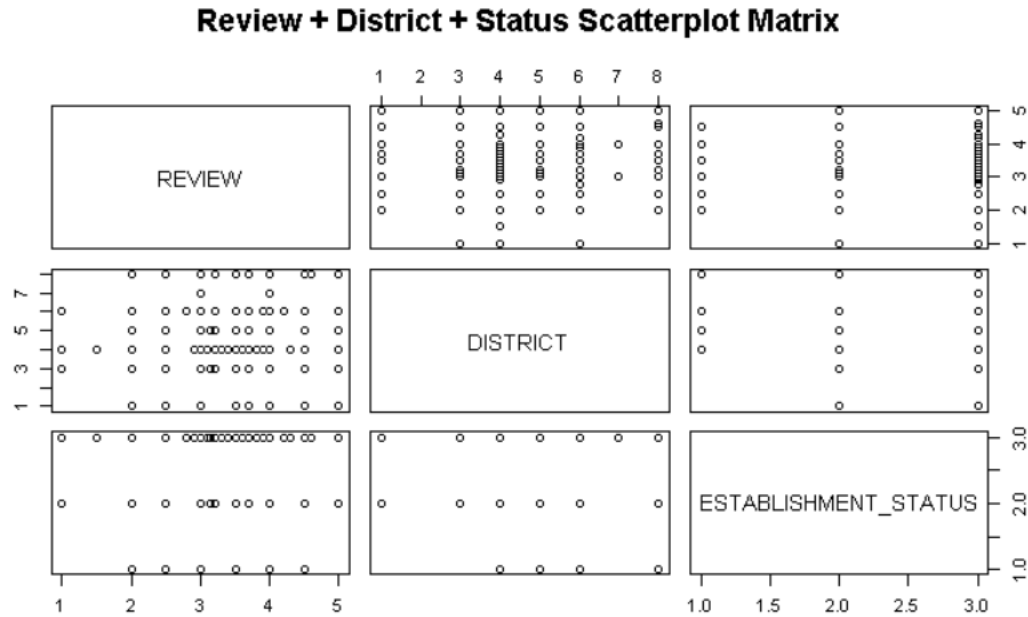 Review + District + Status Scatterplot Matrix
1 2 3 4 5 6 7 8
REVIEW
5
4
3
2
1
7
5
3
1
DISTRICT
ESTABLISHMENT_STATUS
3.0
2.0
1.0
1 2 3 4 5
1.0 1.5 2.0 2.5 3.0